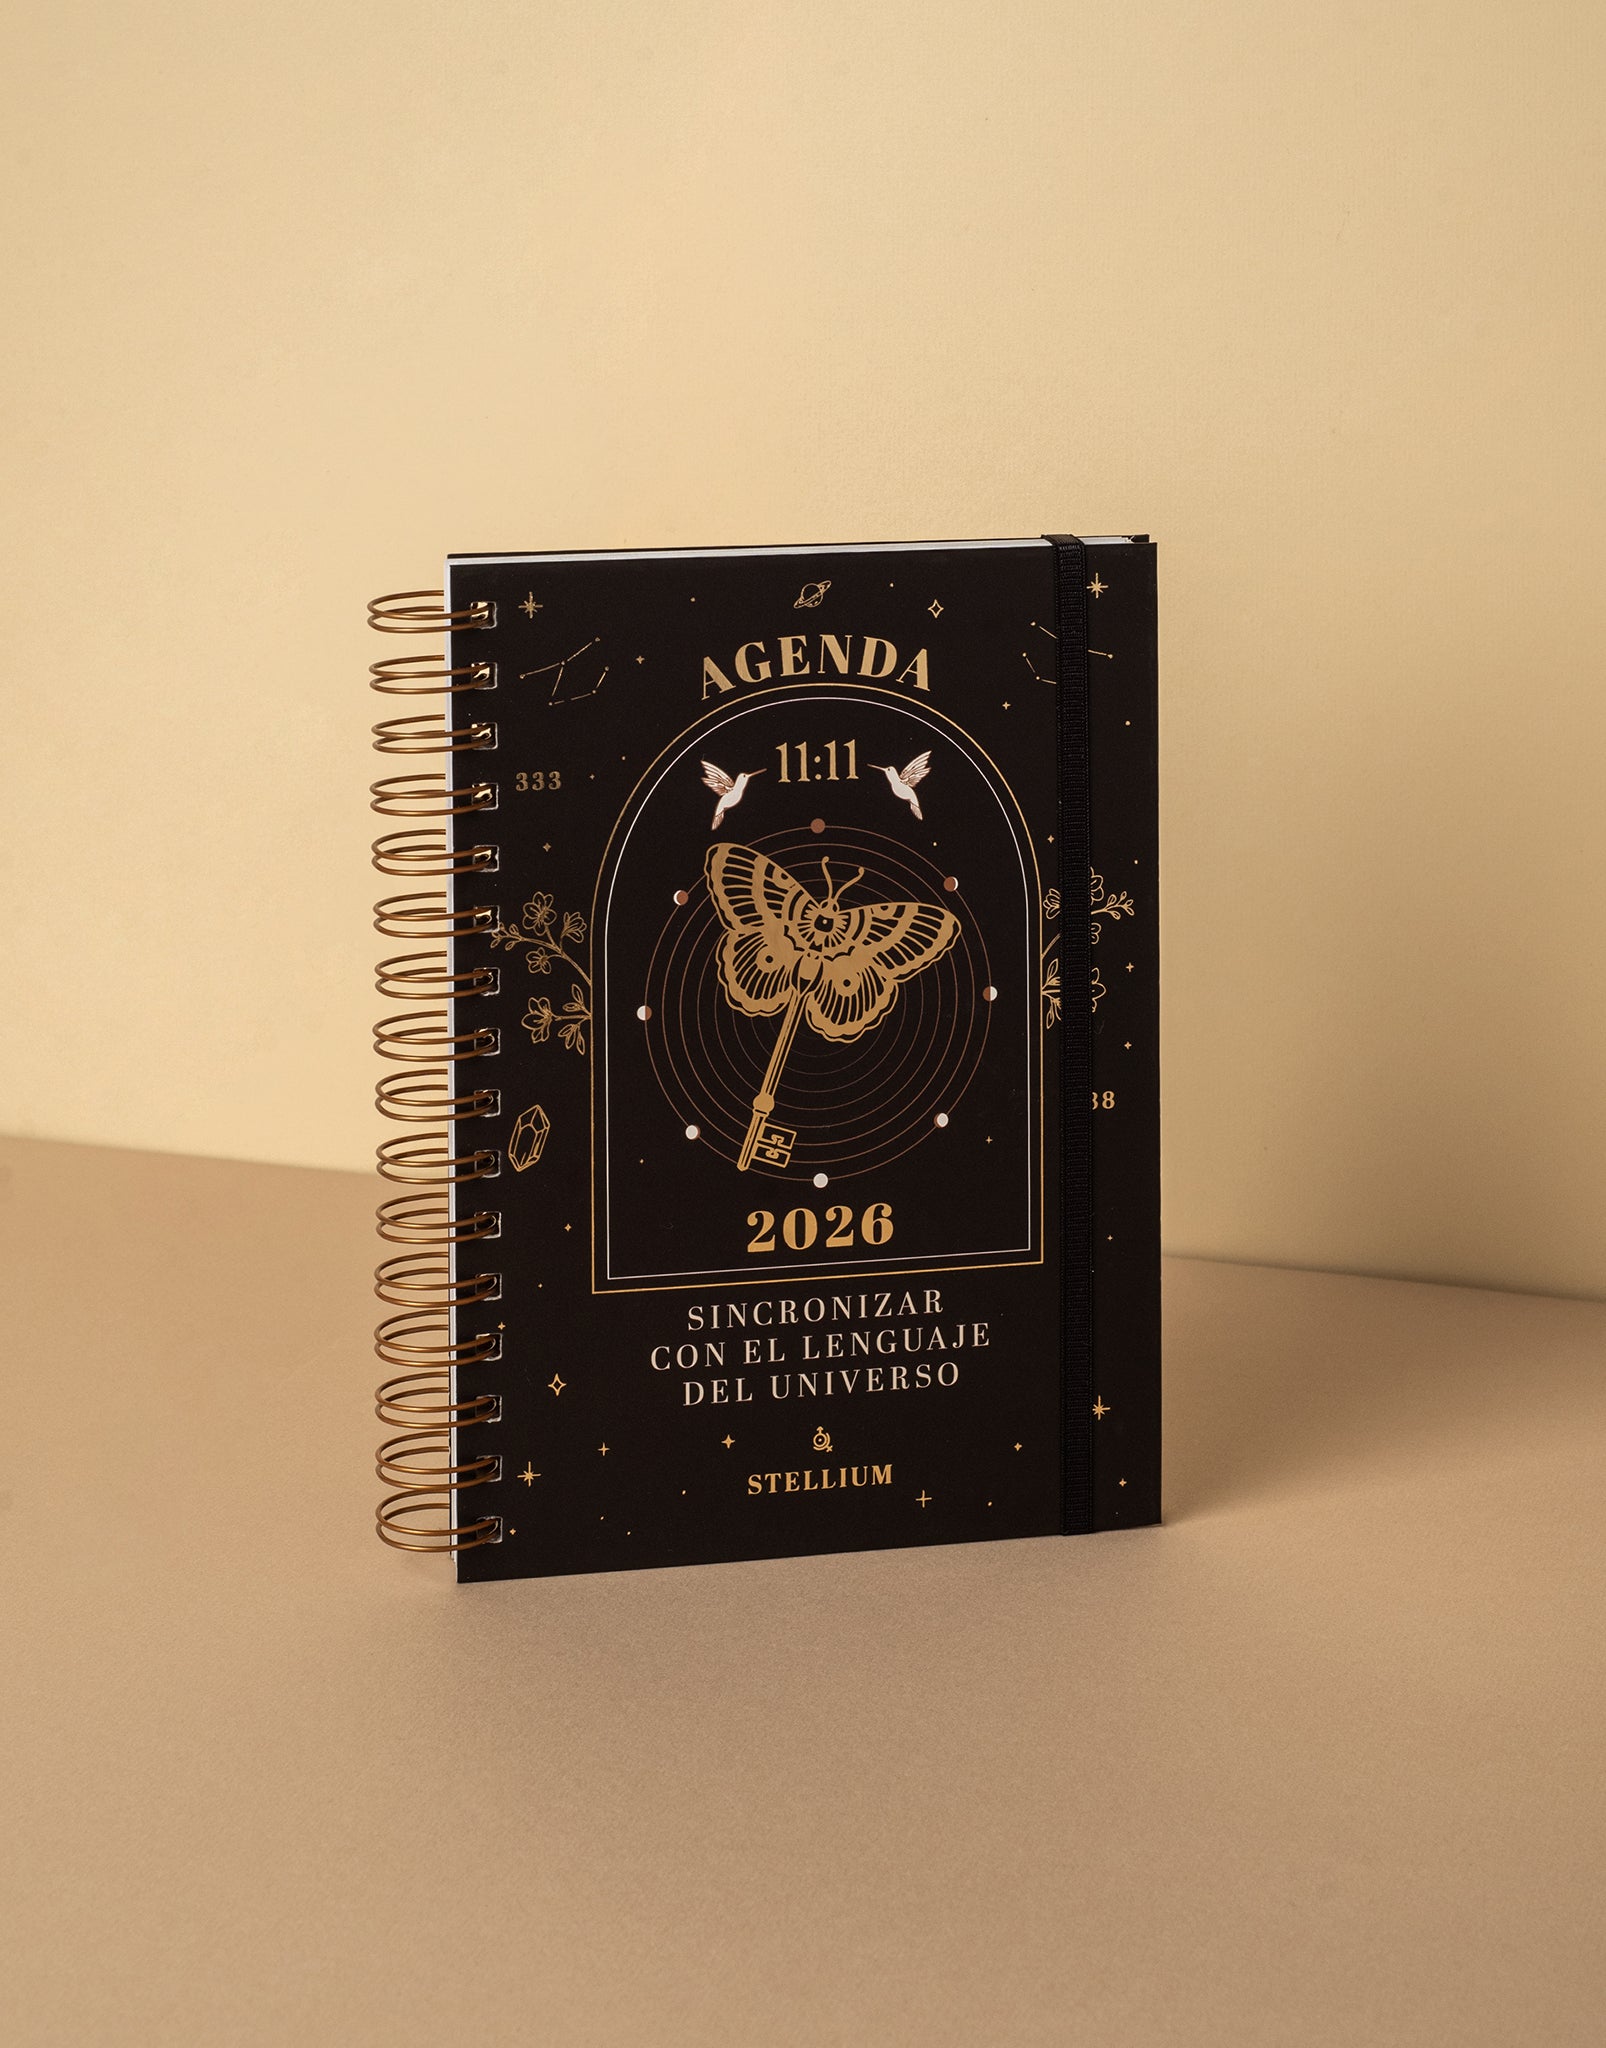 AGENDA
11:11
333
2026
SINCRONIZAR
CON EL LENGUAJE
DEL UNIVERSO
STELLIUM